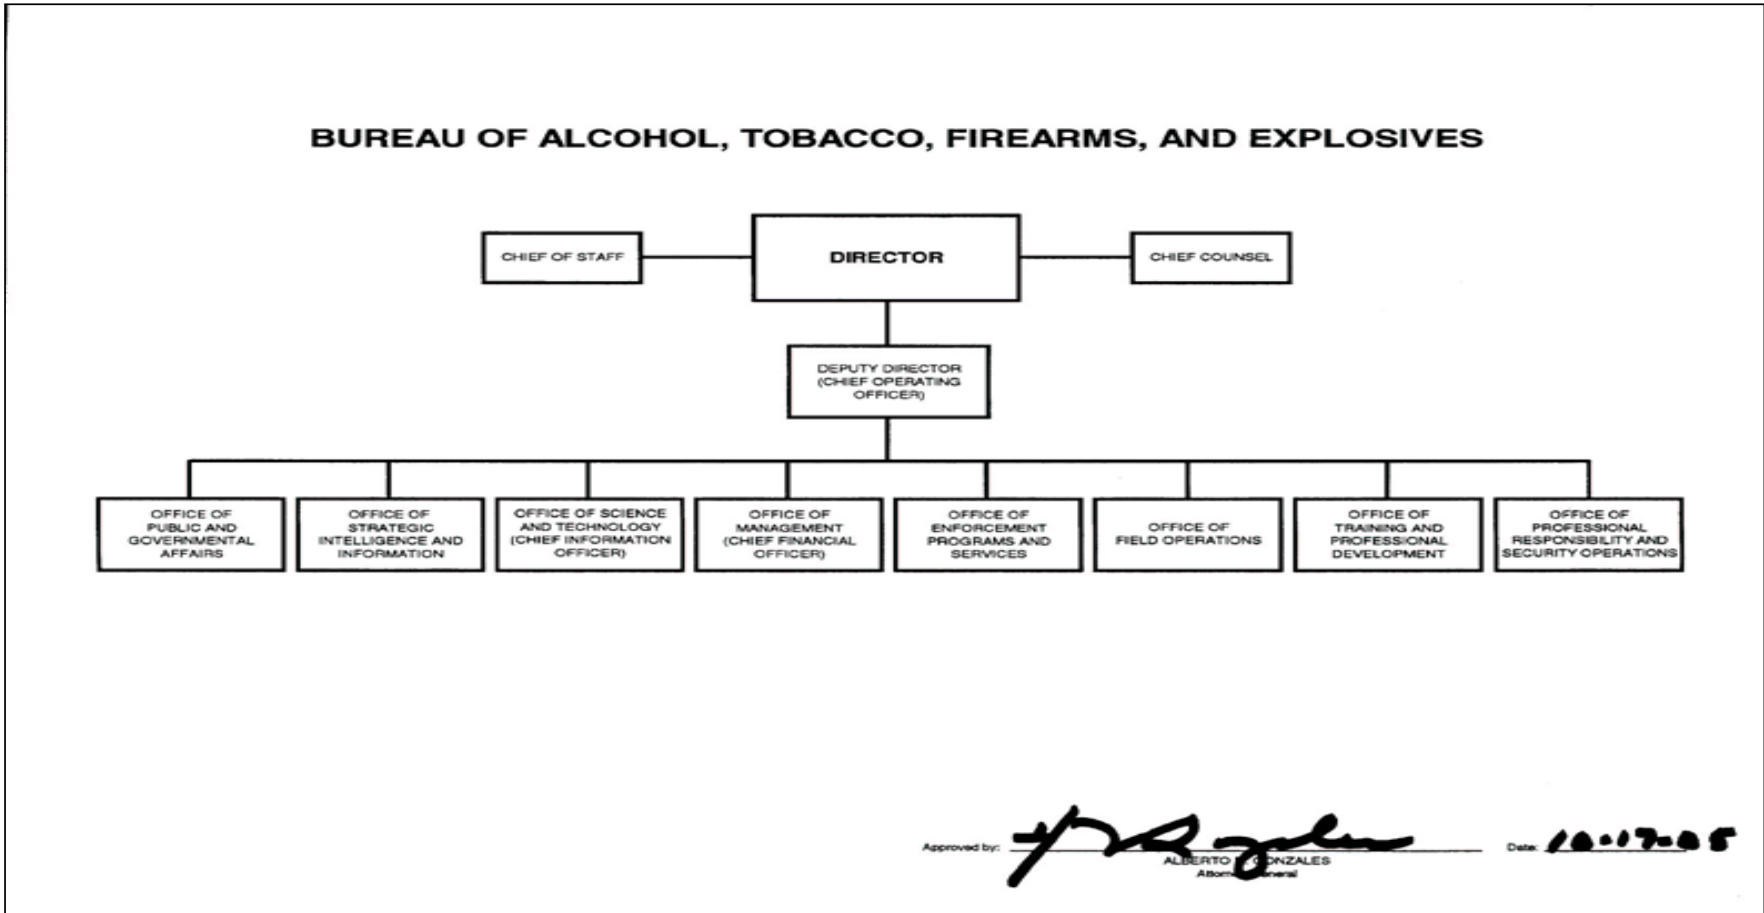 BUREAU OF ALCOHOL, TOBACCO, FIREARMS, AND EXPLOSIVES
CHIEF OF STAFF
DIRECTOR
CHIEF COUNSEL
DEPUTY DIRECTOR
(CHIEF OPERATING
OFFICER)
OFFICE OF
PUBLIC AND
GOVERNMENTAL
AFFAIRS
OFFICE OF
STRATEGIC
INTELLIGENCE AND
INFORMATION
OFFICE OF SCIENCE
AND TECHNOLOGY
(CHIEF INFORMATION
OFFICER)
OFFICE OF
MANAGEMENT
(CHIEF FINANCIAL
OFFICER)
OFFICE OF
ENFORCEMENT
PROGRAMS AND
SERVICES
OFFICE OF
FIELD OPERATIONS
OFFICE OF
TRAINING AND
PROFESSIONAL
DEVELOPMENT
OFFICE OF
PROFESSIONAL
RESPONSIBILITY AND
SECURITY OPERATIONS
Approved by:
ALBERTO GONZALES
Attorney General
Date: 10-17-05